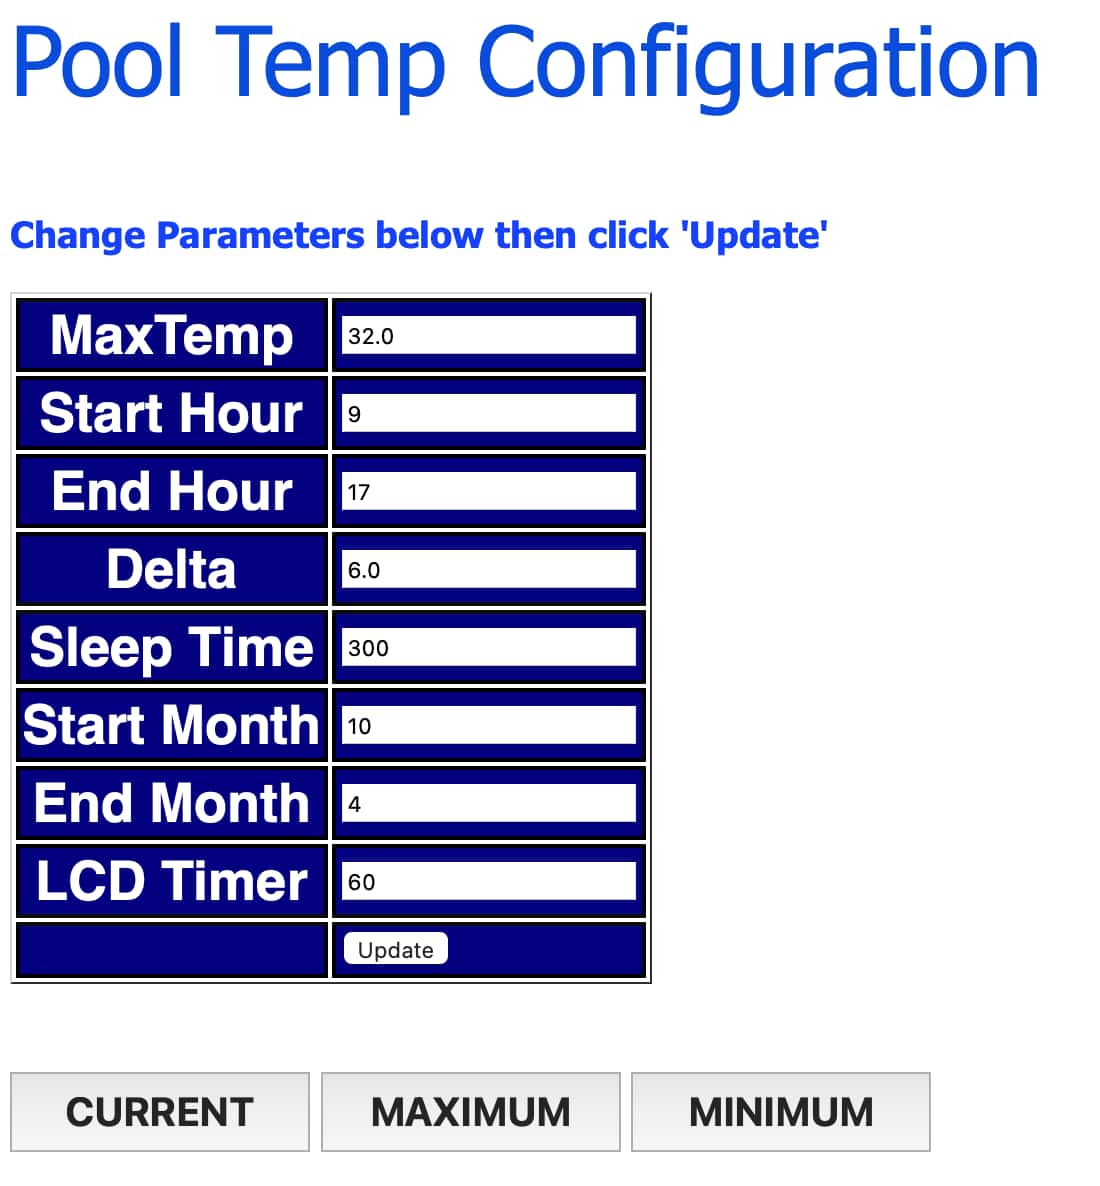 Pool Temp Configuration
Change Parameters below then click 'Update'
MaxTemp 32.0
Start Hour 9
End Hour 17
Delta 6.0
Sleep Time 300
Start Month 10
End Month 4
LCD Timer 60
Update
CURRENT MAXIMUM MINIMUM